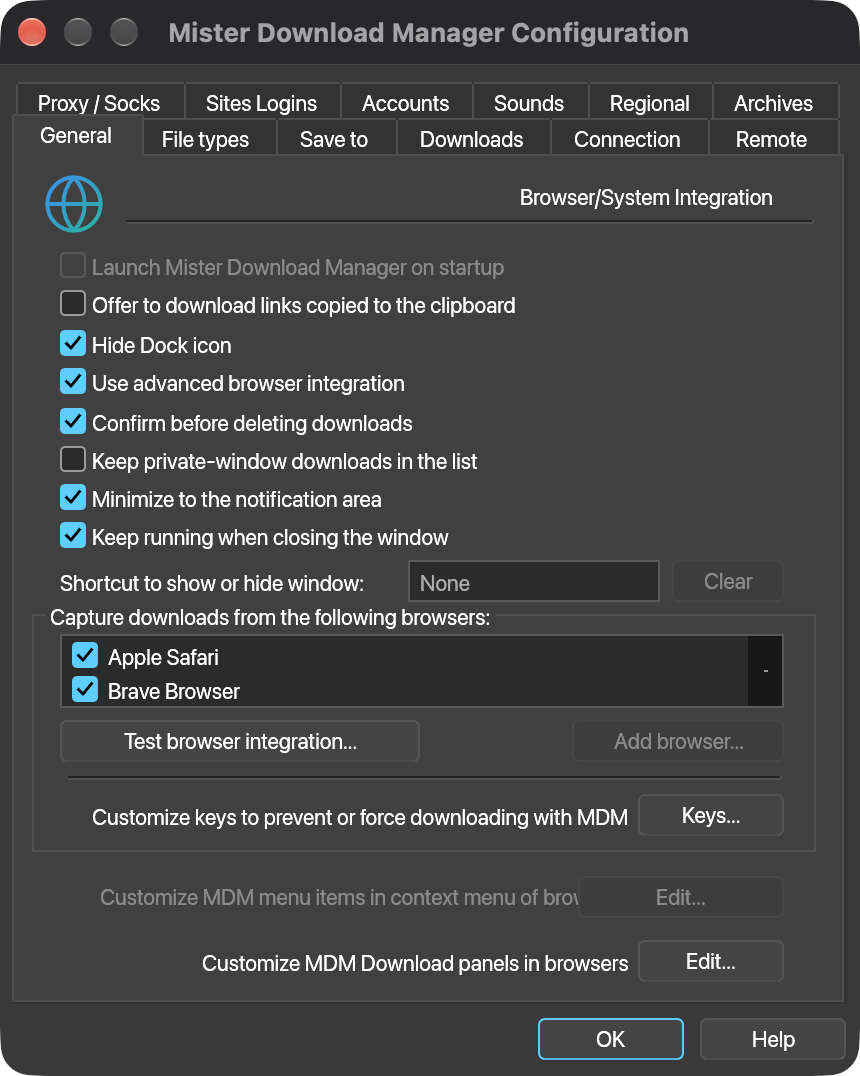 Mister Download Manager Configuration
Proxy / Socks Sites Logins Accounts Sounds Regional Archives
General File types Save to Downloads Connection Remote
Browser/System Integration
Launch Mister Download Manager on startup
Offer to download links copied to the clipboard
Hide Dock icon
Use advanced browser integration
Confirm before deleting downloads
Keep private-window downloads in the list
Minimize to the notification area
Keep running when closing the window
Shortcut to show or hide window: None Clear
Capture downloads from the following browsers:
Apple Safari
Brave Browser
Test browser integration... Add browser...
Customize keys to prevent or force downloading with MDM Keys...
Customize MDM menu items in context menu of Edit...
Customize MDM Download panels in browsers Edit...
OK Help